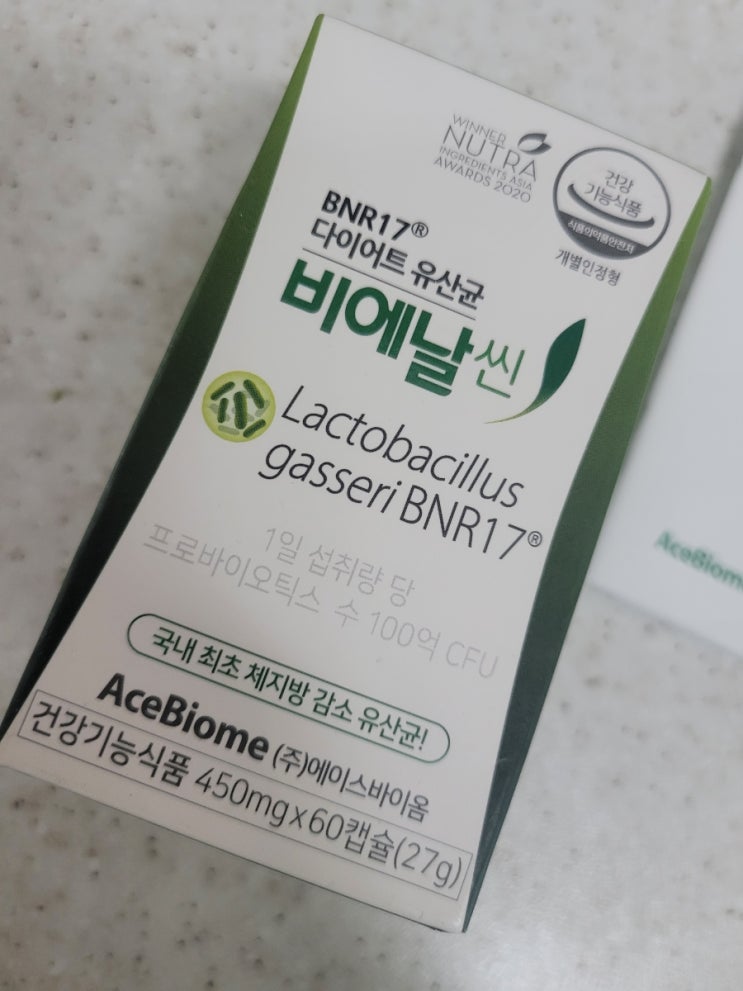 WINNER
NUTRA
INGREDIENTS ASIA
AWARDS 2020
건강
기능식품
식품의약품안전처
개별인정형
BNR17®
다이어트 유산균
비에날씬
Lactobacillus
gasseri BNR17®
1일 섭취량 당
프로바이오틱스 수 100억 CFU
국내 최초 체지방 감소 유산균!
AceBiome (주)에이스바이옴
건강기능식품 450mg x 60캡슐(27g)
AceBiome